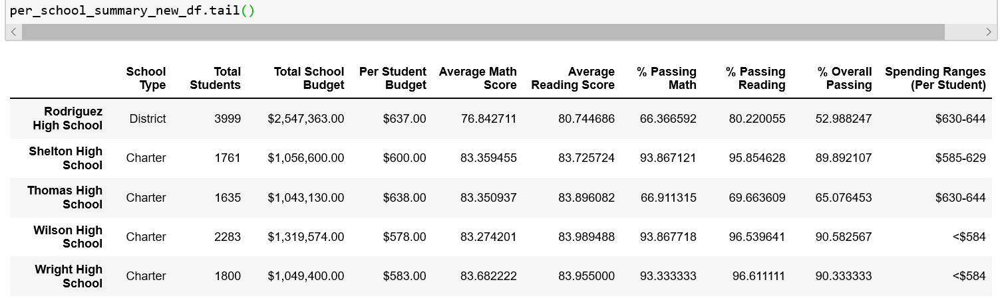 per_school_summary_new_df.tail()
School Type Total Students Total School Budget Per Student Budget Average Math Score Average Reading Score % Passing Math % Passing Reading % Overall Passing Spending Ranges (Per Student)
Rodriguez High School District 3999 $2,547,363.00 $637.00 76.842711 80.744686 66.366592 80.220055 52.988247 $630-644
Shelton High School Charter 1761 $1,056,600.00 $600.00 83.359455 83.725724 93.867121 95.854628 89.892107 $585-629
Thomas High School Charter 1635 $1,043,130.00 $638.00 83.350937 83.896082 66.911315 69.663609 65.076453 $630-644
Wilson High School Charter 2283 $1,319,574.00 $578.00 83.274201 83.989488 93.867718 96.539641 90.582567 <$584
Wright High School Charter 1800 $1,049,400.00 $583.00 83.682222 83.955000 93.333333 96.611111 90.333333 <$584